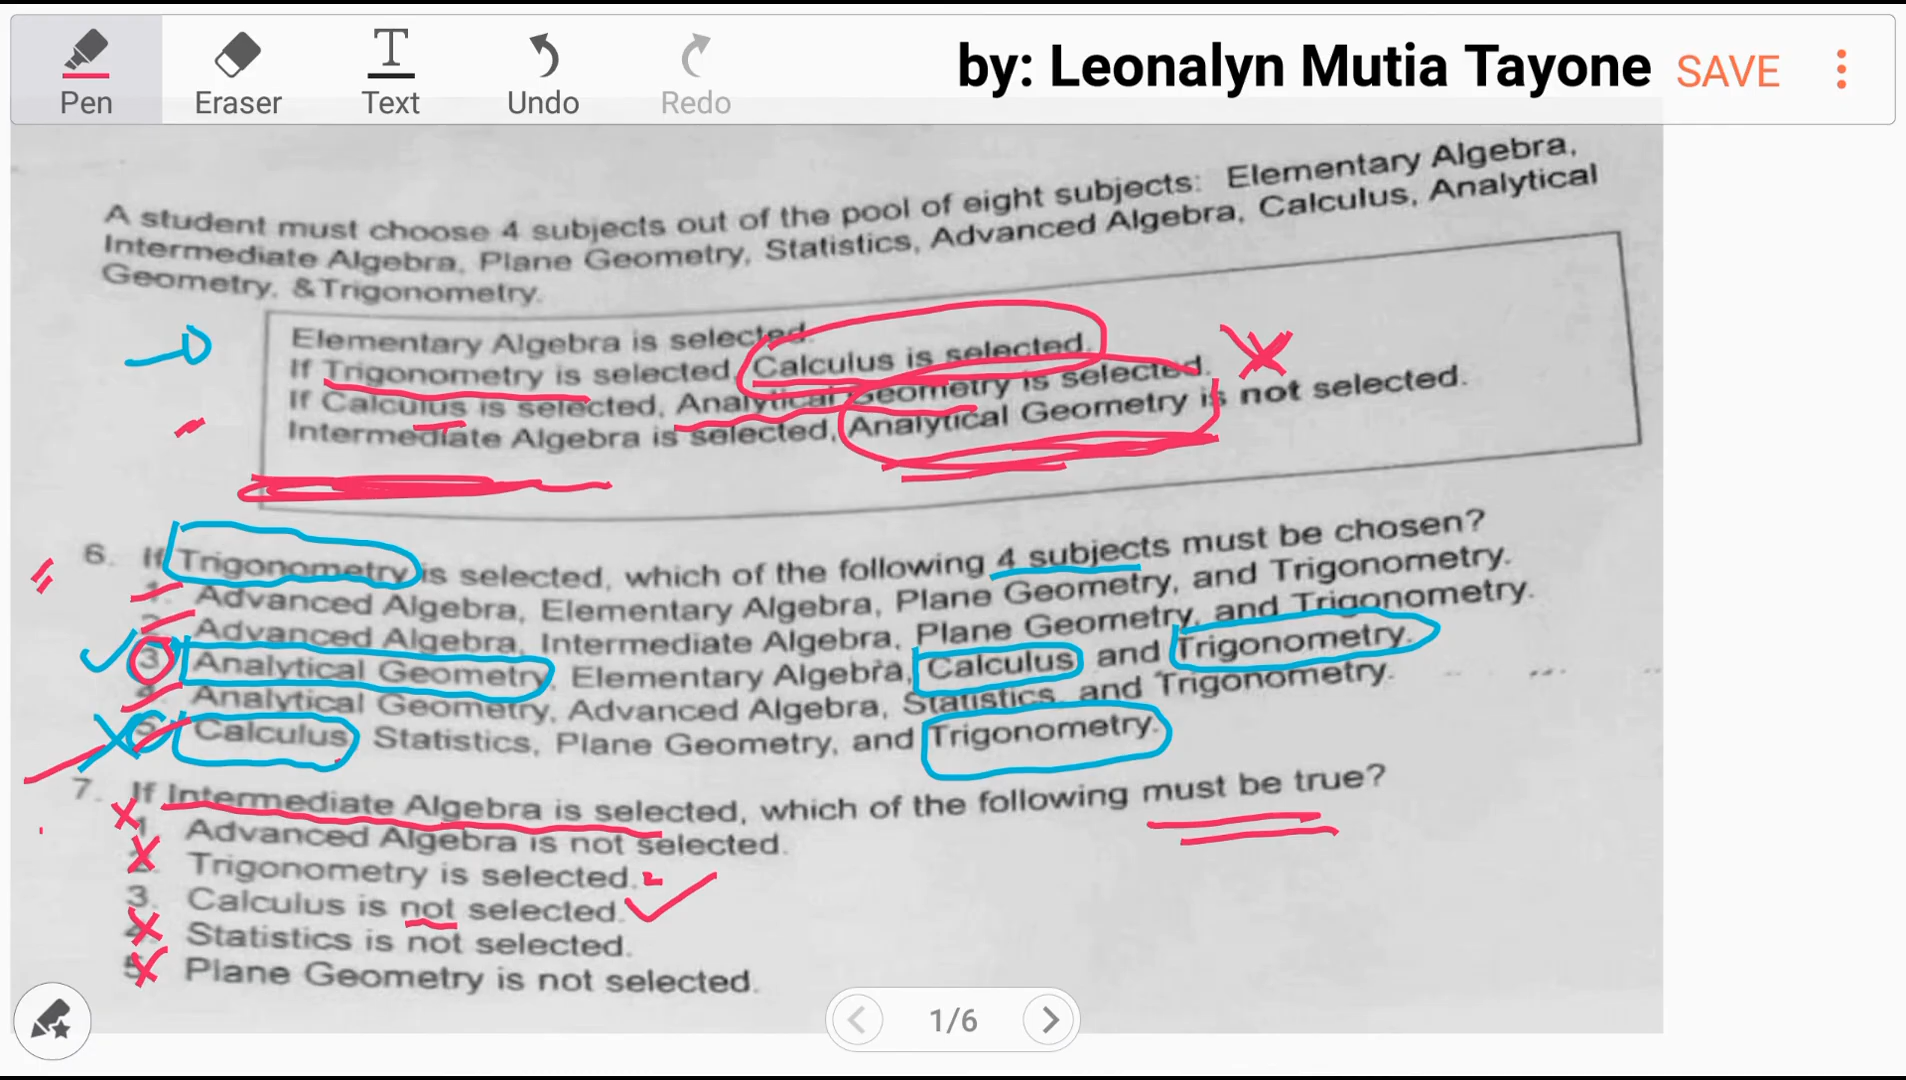 Pen
Eraser
Text
Undo
Redo
by: Leonalyn Mutia Tayone
SAVE
A student must choose 4 subjects out of the pool of eight subjects: Elementary Algebra,
Intermediate Algebra, Plane Geometry, Statistics, Advanced Algebra, Calculus, Analytical
Geometry, &Trigonometry.
Elementary Algebra is selected.
If Trigonometry is selected, Calculus is selected.
If Calculus is selected, Analytical Geometry is selected.
Intermediate Algebra is selected, Analytical Geometry is not selected.
6. If Trigonometry is selected, which of the following 4 subjects must be chosen?
1. Advanced Algebra, Elementary Algebra, Plane Geometry, and Trigonometry.
2. Advanced Algebra, Intermediate Algebra, Plane Geometry, and Trigonometry.
3. Analytical Geometry, Elementary Algebra, Calculus and Trigonometry.
4. Analytical Geometry, Advanced Algebra, Statistics, and Trigonometry.
5. Calculus, Statistics, Plane Geometry, and Trigonometry.
7. If Intermediate Algebra is selected, which of the following must be true?
1. Advanced Algebra is not selected.
2. Trigonometry is selected.
3. Calculus is not selected.
4. Statistics is not selected.
5. Plane Geometry is not selected.
1/6